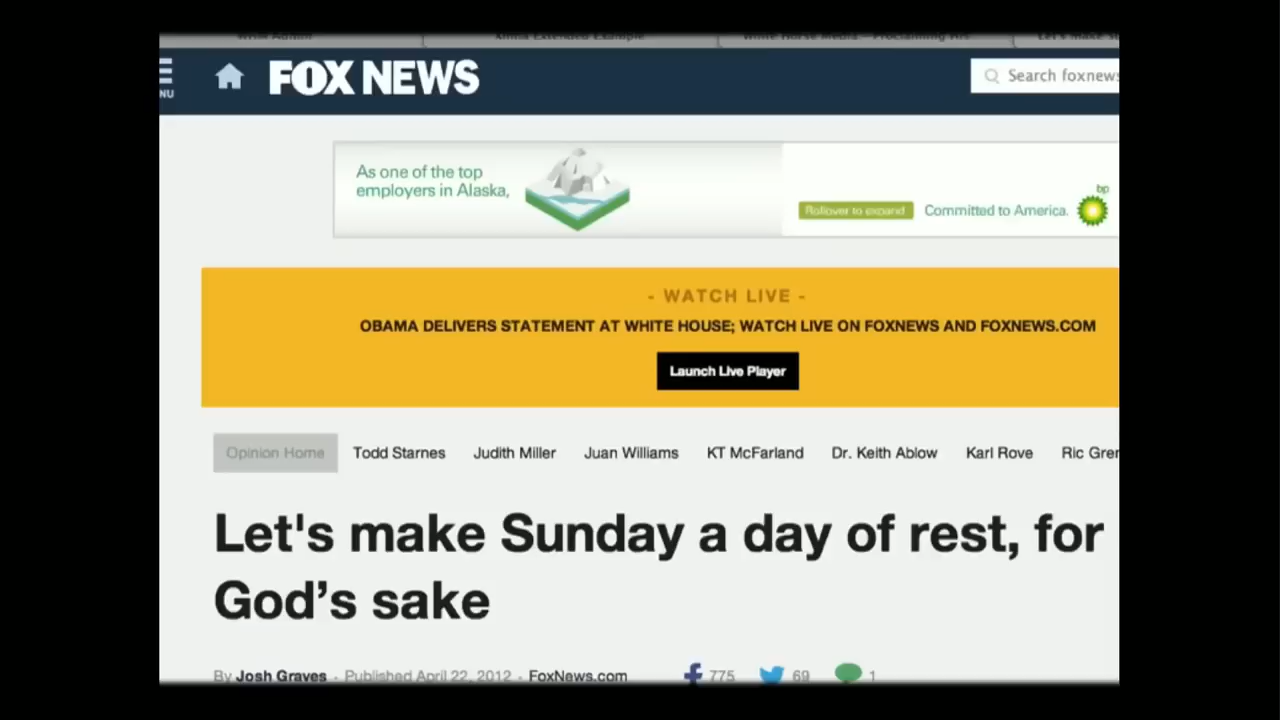 NU
FOX NEWS
Search foxnews
As one of the top
employers in Alaska,
bp
Rollover to expand
Committed to America.
- WATCH LIVE -
OBAMA DELIVERS STATEMENT AT WHITE HOUSE; WATCH LIVE ON FOXNEWS AND FOXNEWS.COM
Launch Live Player
Opinion Home Todd Starnes Judith Miller Juan Williams KT McFarland Dr. Keith Ablow Karl Rove Ric Gren
Let's make Sunday a day of rest, for
God’s sake
By Josh Graves - Published April 22, 2012 - FoxNews.com 775 69 1